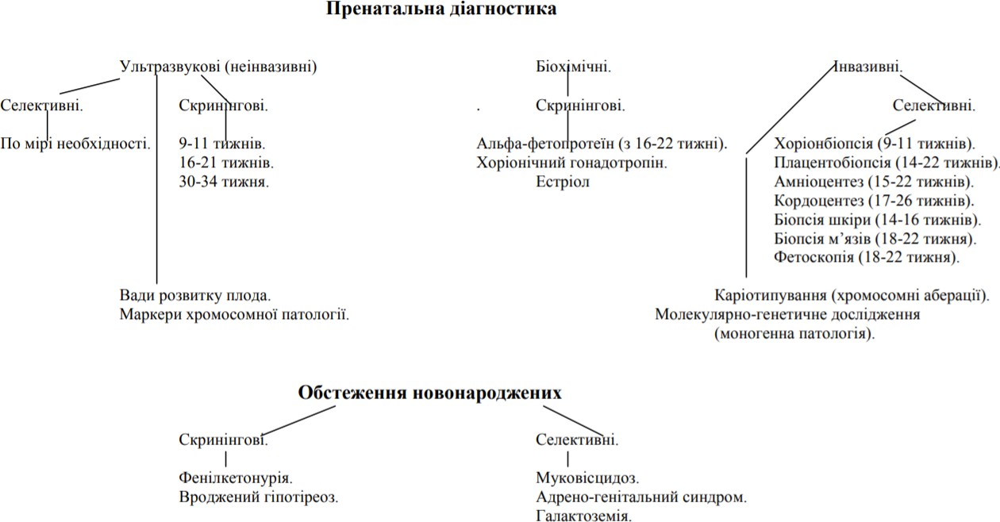 Пренатальна діагностика
Ультразвукові (неінвазивні)
Біохімічні.
Інвазивні.
Селективні.
Скринінгові.
.
Скринінгові.
Селективні.
По мірі необхідності.
9-11 тижнів.
Альфа-фетопротеїн (з 16-22 тижні).
Хоріонбіопсія (9-11 тижнів).
16-21 тижнів.
Хоріонічний гонадотропін.
Плацентобіопсія (14-22 тижнів).
30-34 тижня.
Естріол
Амніоцентез (15-22 тижнів).
Кордоцентез (17-26 тижнів).
Біопсія шкіри (14-16 тижнів).
Біопсія м’язів (18-22 тижня).
Фетоскопія (18-22 тижня).
Вади розвитку плода.
Каріотипування (хромосомні аберації).
Маркери хромосомної патології.
Молекулярно-генетичне дослідження
(моногенна патологія).
Обстеження новонароджених
Скринінгові.
Селективні.
Фенілкетонурія.
Муковісцидоз.
Вроджений гіпотіреоз.
Адрено-генітальний синдром.
Галактоземія.